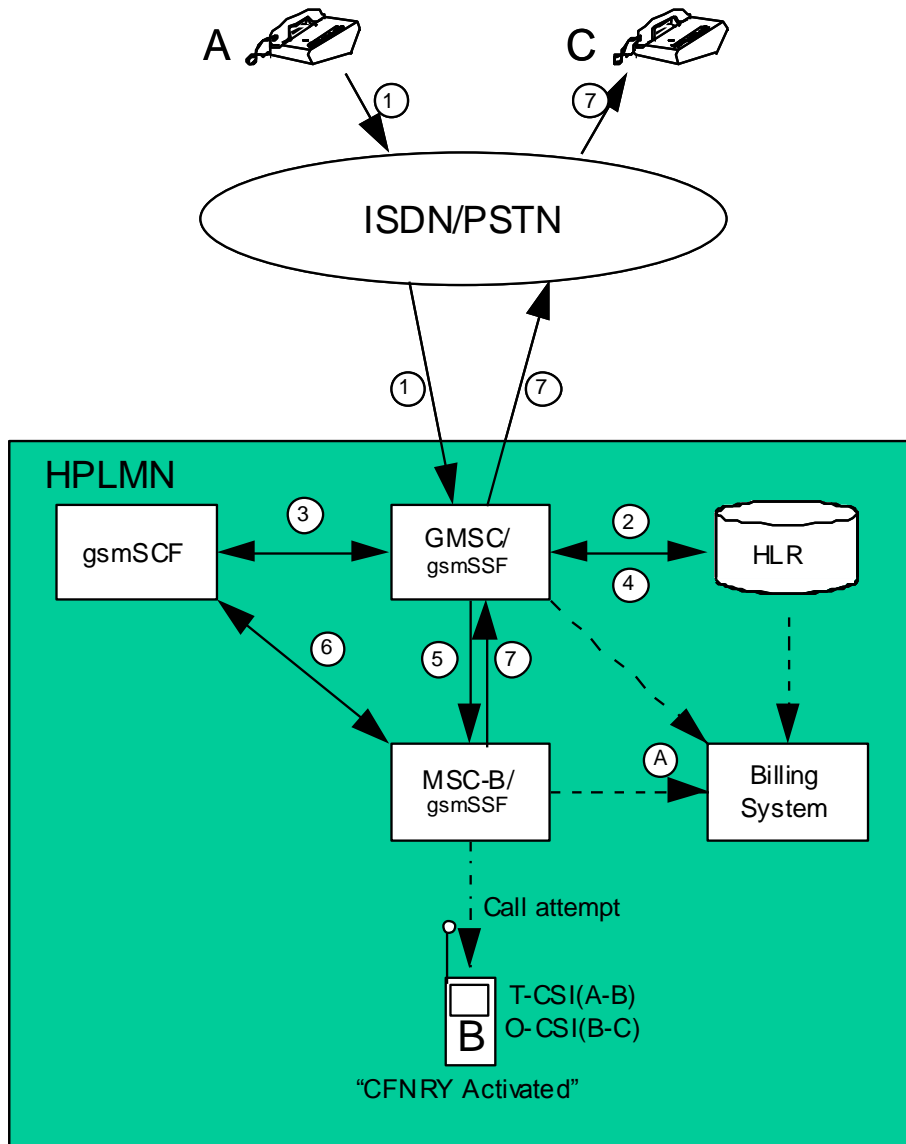 A
C
1
7
ISDN/PSTN
1
7
HPLMN
gsmSCF
3
GMSC/
gsmSSF
2
4
HLR
6
5
7
MSC-B/
gsmSSF
A
Billing
System
Call attempt
B
T-CSI(A-B)
O-CSI(B-C)
“CFNRY Activated”